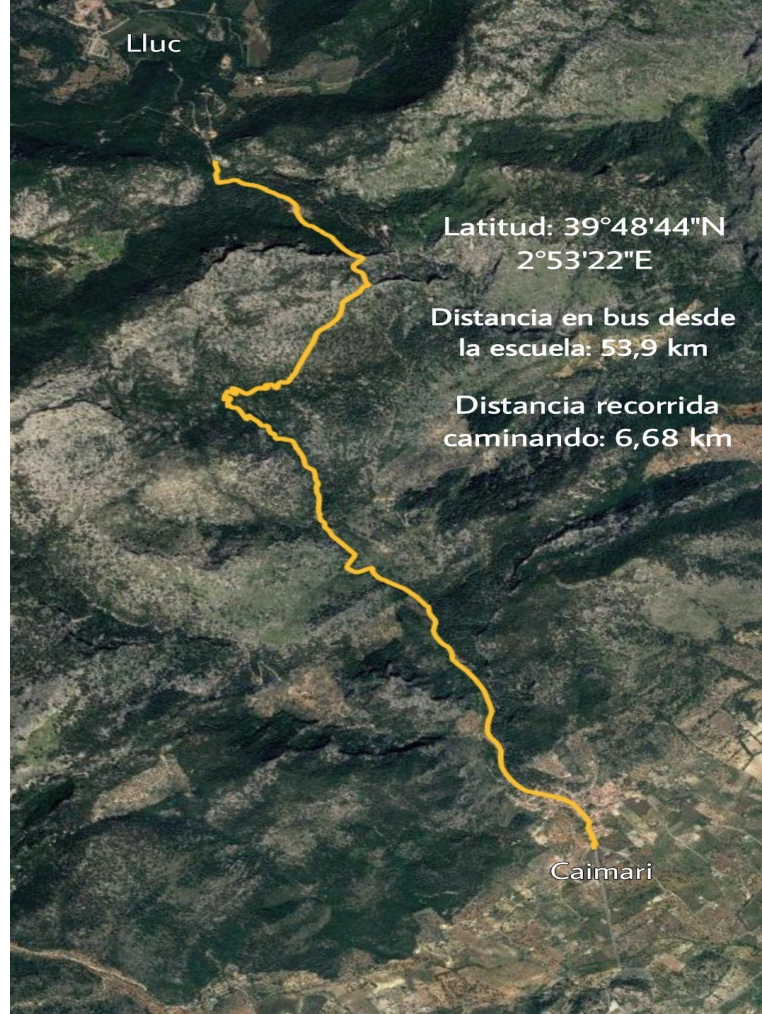 Lluc
Latitud: 39°48'44"N
2°53'22"E
Distancia en bus desde
la escuela: 53,9 km
Distancia recorrida
caminando: 6,68 km
Caimari